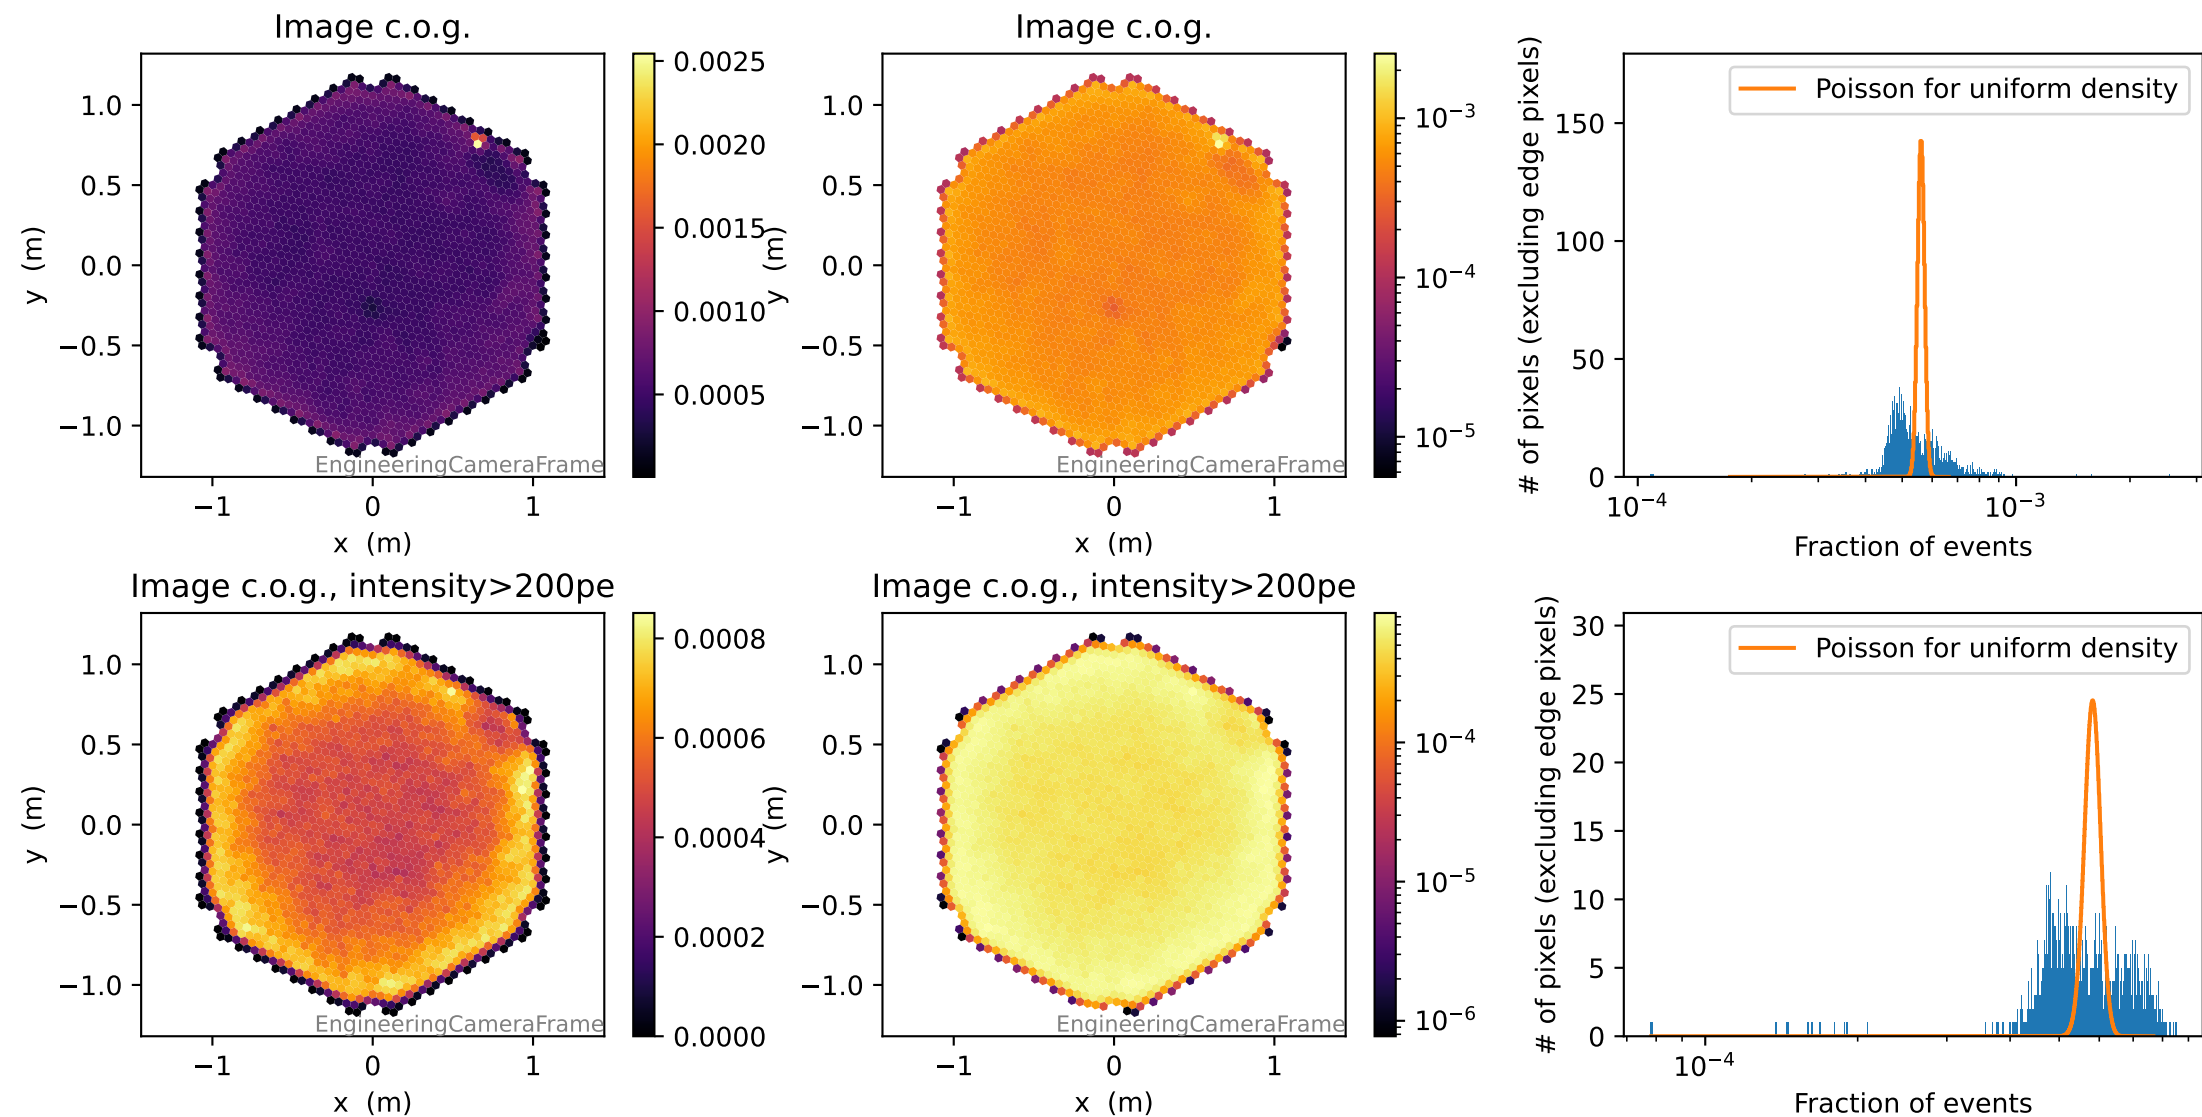 Image c.o.g.
1.0
0.5
0.0
−0.5
−1.0
y (m)
−1
0
1
x (m)
EngineeringCameraFrame
0.0025
0.0020
0.0015
0.0010
0.0005
Image c.o.g.
1.0
0.5
0.0
−0.5
−1.0
y (m)
−1
0
1
x (m)
EngineeringCameraFrame
10⁻³
10⁻⁴
10⁻⁵
Poisson for uniform density
150
100
50
0
# of pixels (excluding edge pixels)
10⁻⁴
10⁻³
Fraction of events
Image c.o.g., intensity>200pe
1.0
0.5
0.0
−0.5
−1.0
y (m)
−1
0
1
x (m)
EngineeringCameraFrame
0.0008
0.0006
0.0004
0.0002
0.0000
Image c.o.g., intensity>200pe
1.0
0.5
0.0
−0.5
−1.0
y (m)
−1
0
1
x (m)
EngineeringCameraFrame
10⁻⁴
10⁻⁵
10⁻⁶
Poisson for uniform density
30
25
20
15
10
5
0
# of pixels (excluding edge pixels)
10⁻⁴
Fraction of events